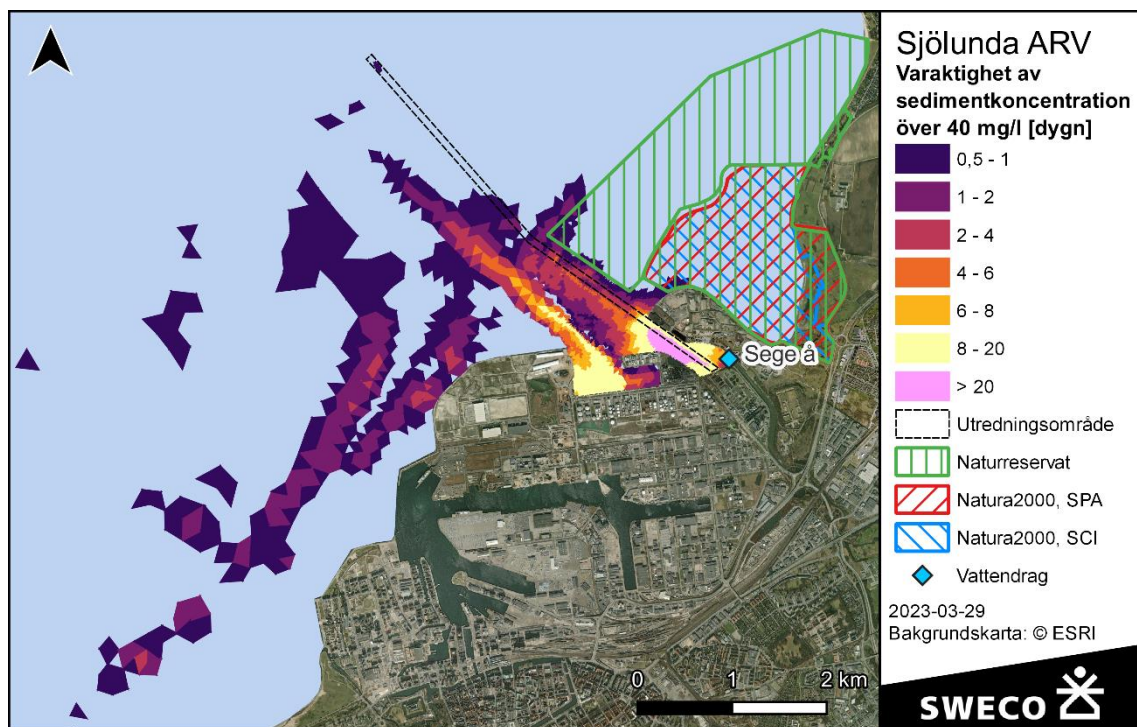 Sjölunda ARV
Varaktighet av
sedimentkoncentration
över 40 mg/l [dygn]
0,5 - 1
1 - 2
2 - 4
4 - 6
6 - 8
8 - 20
> 20
Utredningsområde
Naturreservat
Natura2000, SPA
Natura2000, SCI
Vattendrag
2023-03-29
Bakgrundskarta: © ESRI
SWECO
Sege å
0 1 2 km